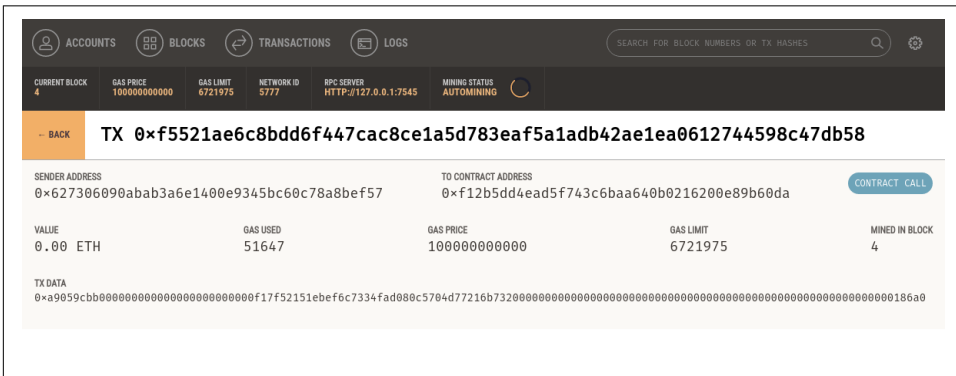 ACCOUNTS BLOCKS TRANSACTIONS LOGS SEARCH FOR BLOCK NUMBERS OR TX HASHES
CURRENT BLOCK GAS PRICE GAS LIMIT NETWORK ID RPC SERVER MINING STATUS
4 100000000000 6721975 5777 HTTP://127.0.0.1:7545 AUTOMINING
← BACK TX 0×f5521ae6c8bdd6f447cac8ce1a5d783eaf5a1adb42ae1ea0612744598c47db58
SENDER ADDRESS TO CONTRACT ADDRESS
0×627306090abab3a6e1400e9345bc60c78a8bef57 0×f12b5dd4ead5f743c6baa640b0216200e89b60da CONTRACT CALL
VALUE GAS USED GAS PRICE GAS LIMIT MINED IN BLOCK
0.00 ETH 51647 100000000000 6721975 4
TX DATA
0×a9059cbb000000000000000000000000f17f52151ebef6c7334fad080c5704d77216b73200000000000000000000000000000000000000000000000000000000000186a0